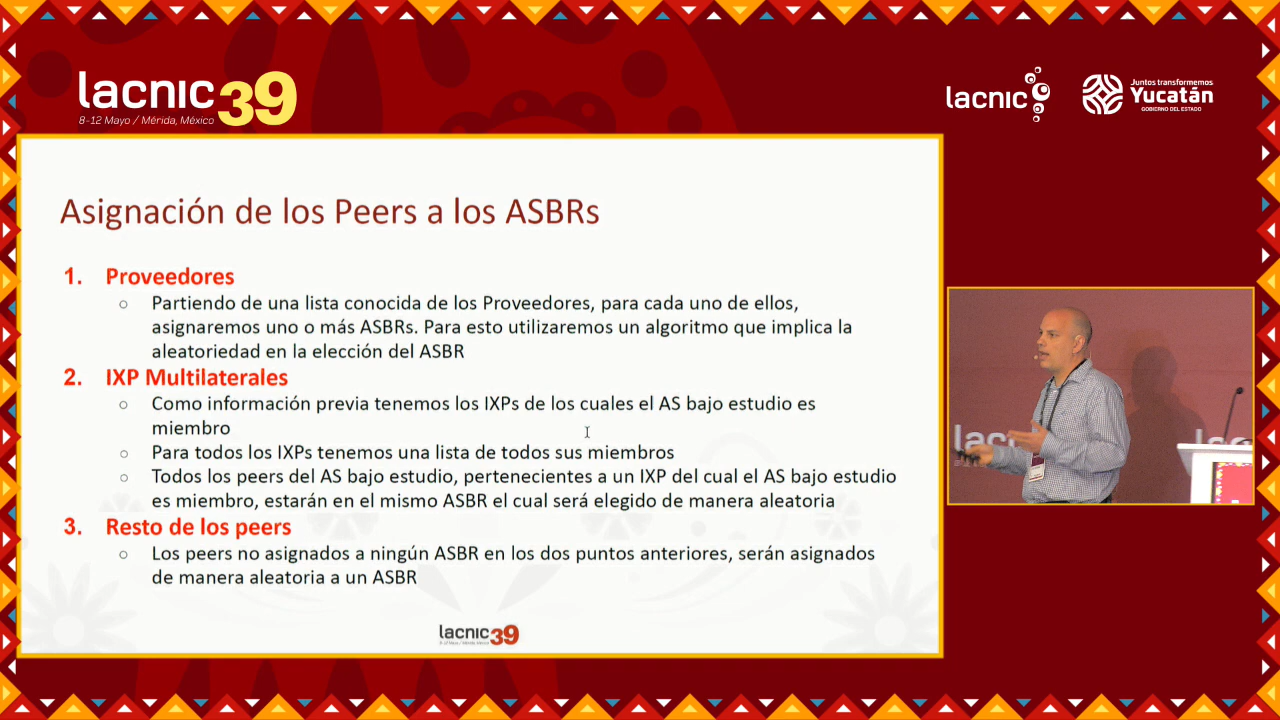 lacnic 39
8-12 Mayo / Mérida, México
lacnic
Juntos transformemos
Yucatán
GOBIERNO DEL ESTADO
Asignación de los Peers a los ASBRs
1. Proveedores
○ Partiendo de una lista conocida de los Proveedores, para cada uno de ellos,
asignaremos uno o más ASBRs. Para esto utilizaremos un algoritmo que implica la
aleatoriedad en la elección del ASBR
2. IXP Multilaterales
○ Como información previa tenemos los IXPs de los cuales el AS bajo estudio es
miembro
○ Para todos los IXPs tenemos una lista de todos sus miembros
○ Todos los peers del AS bajo estudio, pertenecientes a un IXP del cual el AS bajo estudio
es miembro, estarán en el mismo ASBR el cual será elegido de manera aleatoria
3. Resto de los peers
○ Los peers no asignados a ningún ASBR en los dos puntos anteriores, serán asignados
de manera aleatoria a un ASBR
lacnic 39